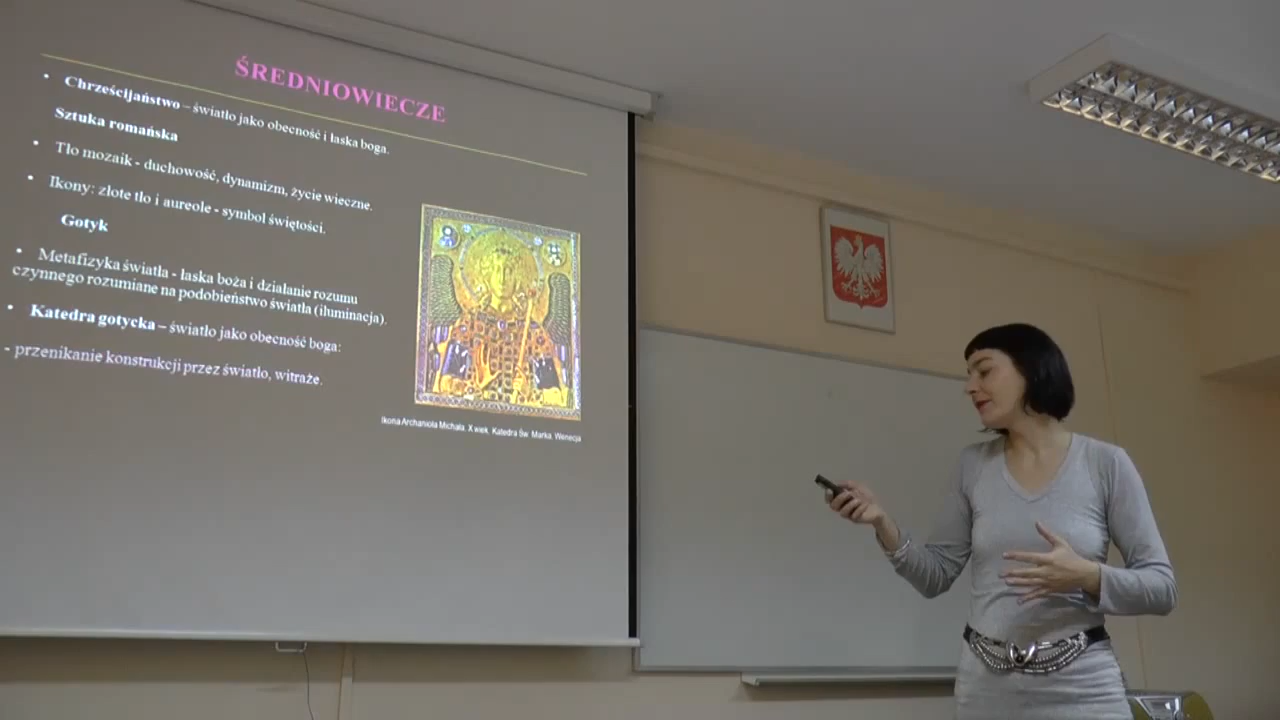 ŚREDNIOWIECZE
• Chrześcijaństwo – światło jako obecność i łaska boga.
Sztuka romańska
• Tło mozaik - duchowość, dynamizm, życie wieczne.
• Ikony: złote tło i aureole - symbol świętości.
Gotyk
• Metafizyka światła - łaska boża i działanie rozumu
czynnego rozumiane na podobieństwo światła (iluminacja).
• Katedra gotycka – światło jako obecność boga:
- przenikanie konstrukcji przez światło, witraże.
Ikona Archanioła Michała. X wiek. Katedra Św. Marka. Wenecja